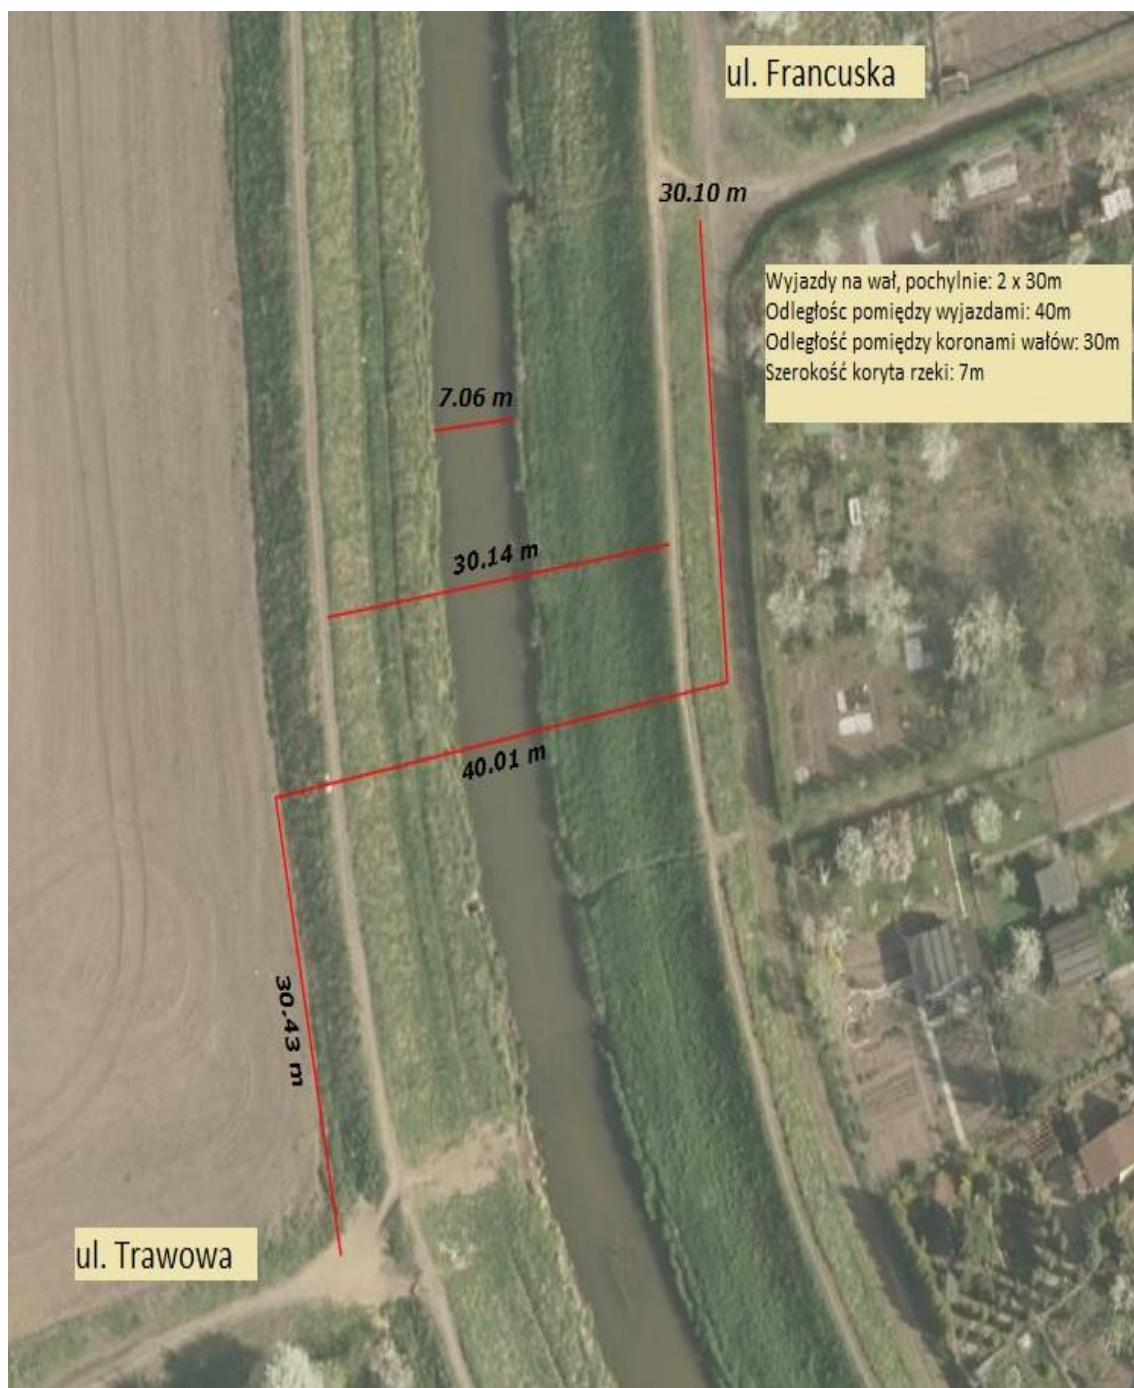 ul. Francuska
30.10 m
Wyjazdy na wał, pochylnie: 2 x 30m
Odległośc pomiędzy wyjazdami: 40m
Odległość pomiędzy koronami wałów: 30m
Szerokość koryta rzeki: 7m
7.06 m
30.14 m
40.01 m
30.43 m
ul. Trawowa